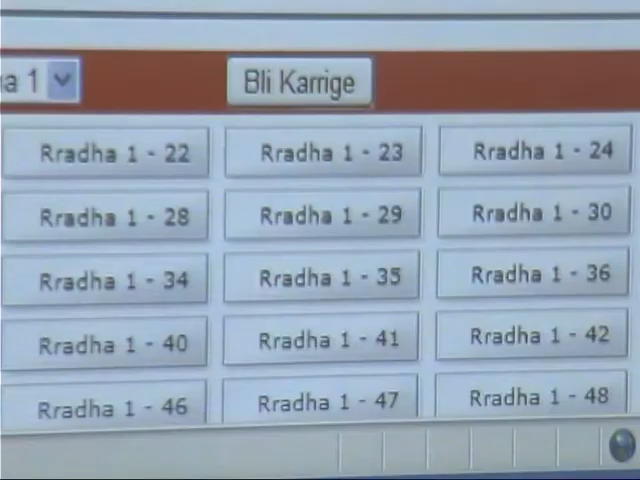 a 1 Bli Karrige
Rradha 1 - 22 Rradha 1 - 23 Rradha 1 - 24
Rradha 1 - 28 Rradha 1 - 29 Rradha 1 - 30
Rradha 1 - 34 Rradha 1 - 35 Rradha 1 - 36
Rradha 1 - 40 Rradha 1 - 41 Rradha 1 - 42
Rradha 1 - 46 Rradha 1 - 47 Rradha 1 - 48